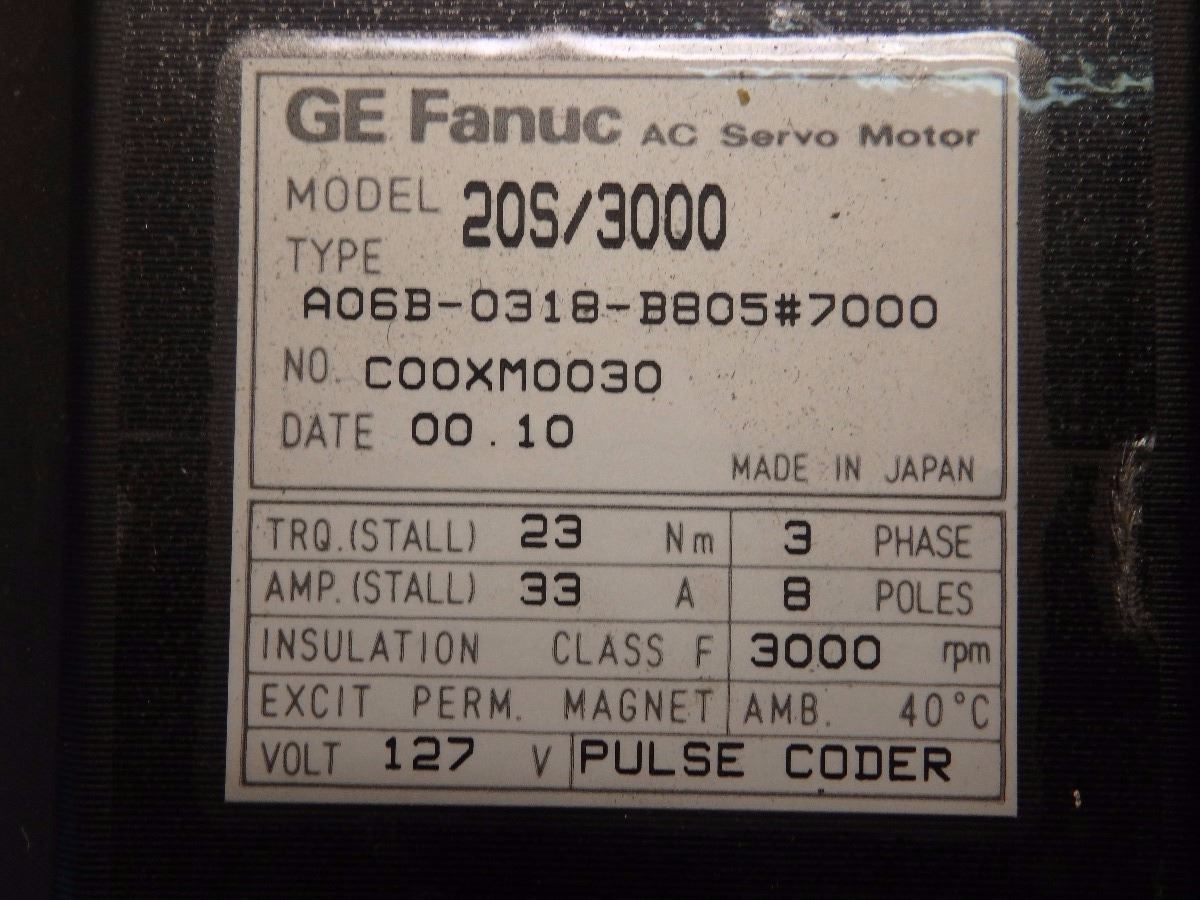 GE Fanuc AC Servo Motor
MODEL 20S/3000
TYPE
A06B-0318-B805#7000
NO. C00XM0030
DATE 00.10
MADE IN JAPAN
TRQ.(STALL) 23 Nm 3 PHASE
AMP.(STALL) 33 A 8 POLES
INSULATION CLASS F 3000 rpm
EXCIT PERM. MAGNET AMB. 40°C
VOLT 127 V PULSE CODER